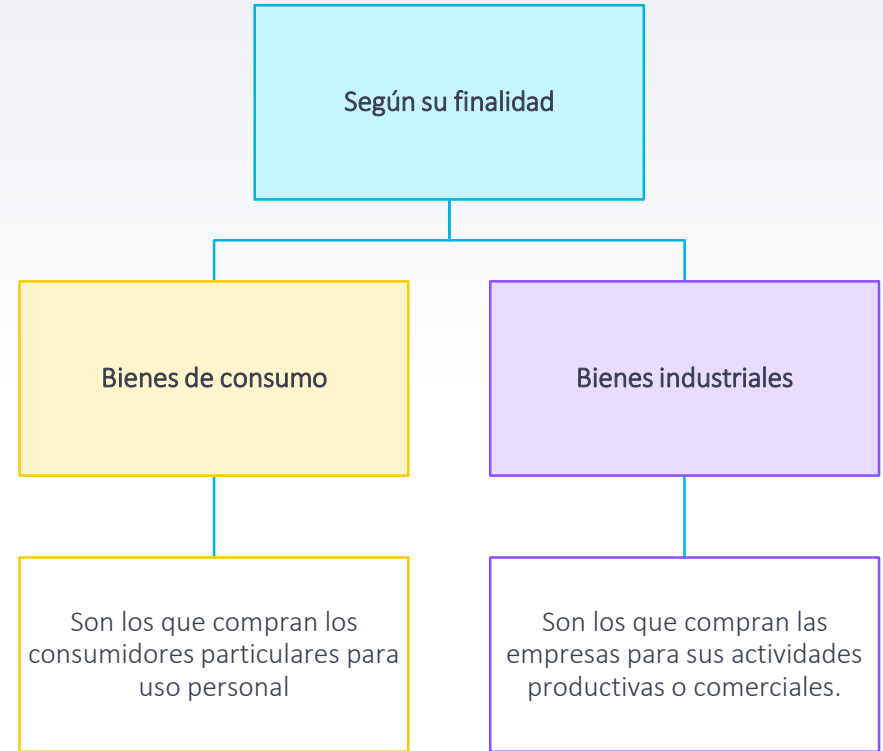 Según su finalidad
Bienes de consumo
Bienes industriales
Son los que compran los
consumidores particulares para
uso personal
Son los que compran las
empresas para sus actividades
productivas o comerciales.